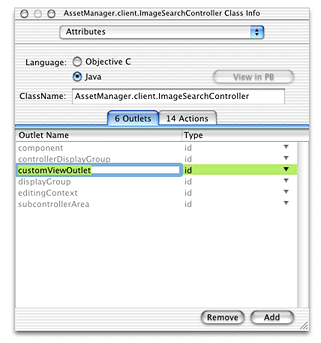 AssetManager.client.ImageSearchController Class Info
Attributes
Language: Objective C
Java View in PB
ClassName: AssetManager.client.ImageSearchController
6 Outlets 14 Actions
Outlet Name Type
component id
controllerDisplayGroup id
customViewOutlet id
displayGroup id
editingContext id
subcontrollerArea id
Remove Add